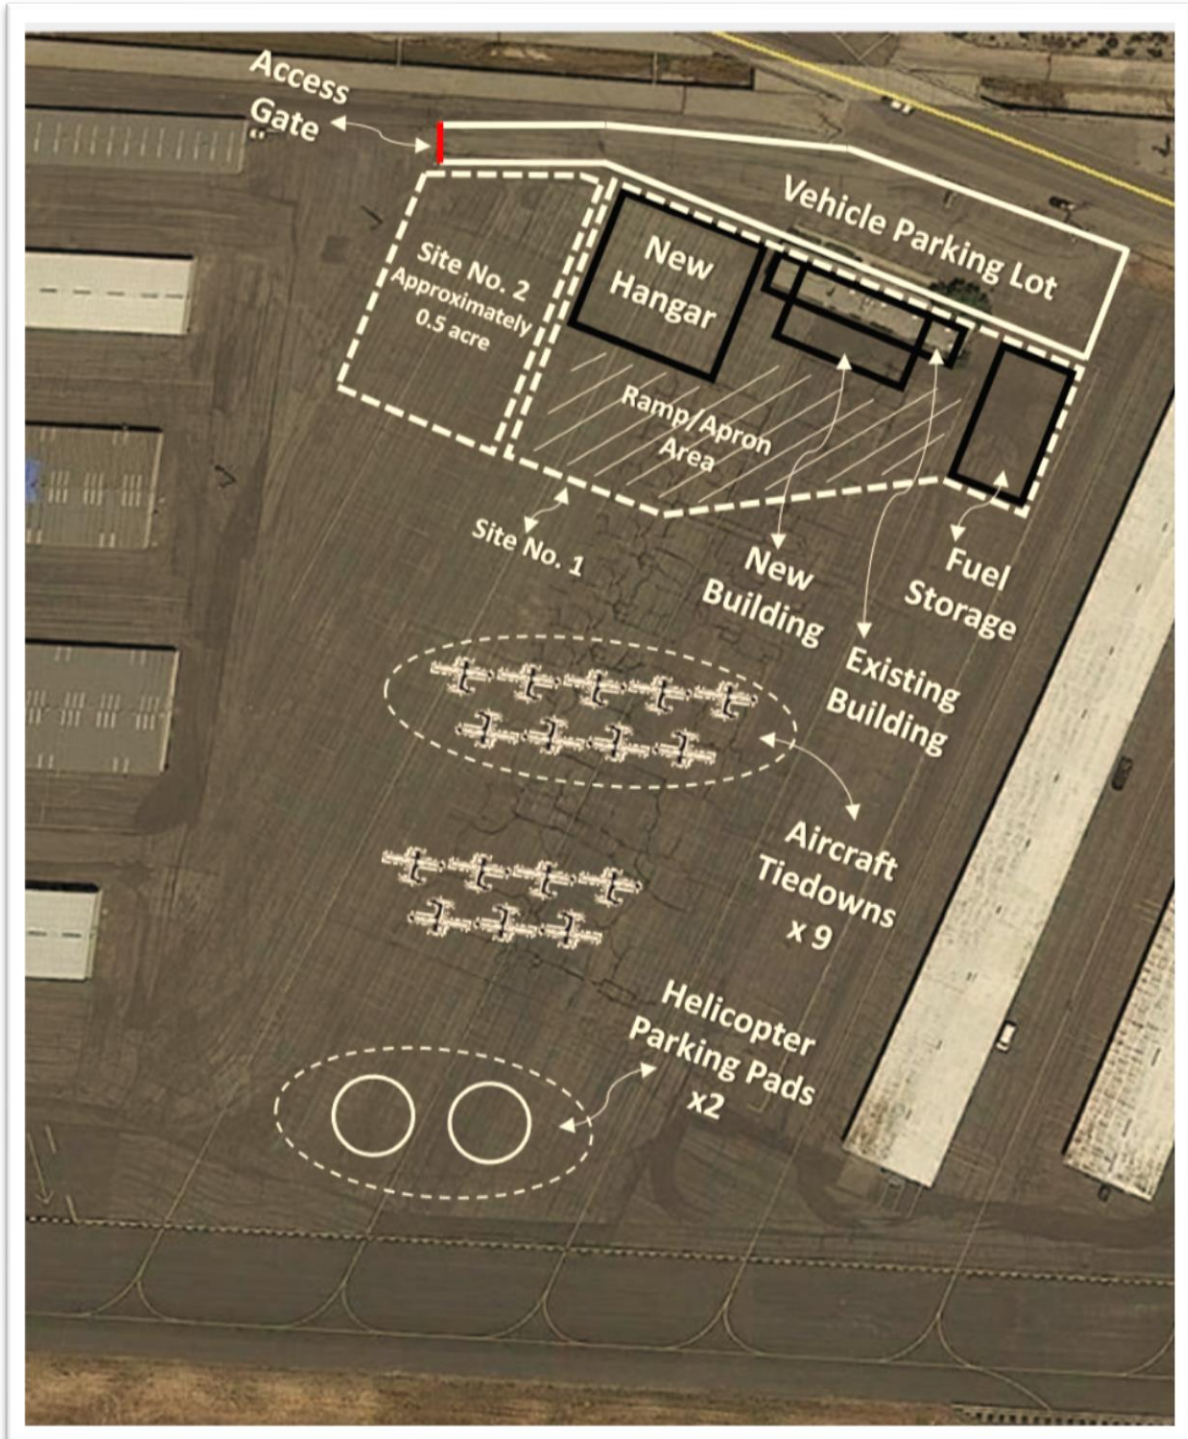 Access
Gate
Vehicle Parking Lot
Site No. 2
Approximately
0.5 acre
New
Hangar
Ramp/Apron
Area
Site No. 1
New
Building
Fuel
Storage
Existing
Building
Aircraft
Tiedowns
x 9
Helicopter
Parking Pads
x2